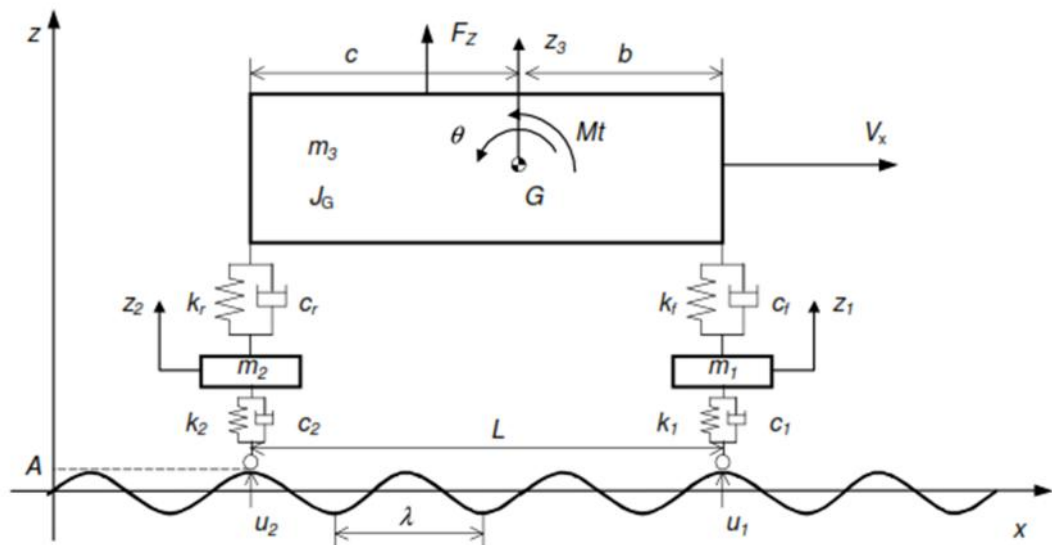 z
c
F_Z
z_3
b
θ
Mt
V_x
m_3
J_G
G
z_2
k_r
c_r
k_f
c_f
z_1
m_2
m_1
k_2
c_2
L
k_1
c_1
A
u_2
λ
u_1
x